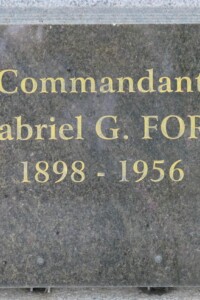 Commandant
abriel G. FOR
1898 - 1956